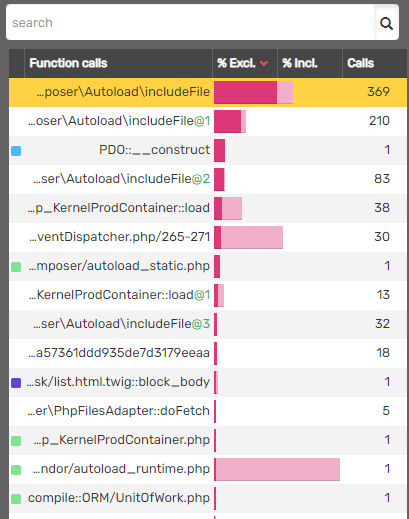 search
Function calls % Excl. % Incl. Calls
...poser\Autoload\includeFile 369
...oser\Autoload\includeFile@1 210
PDO::__construct 1
...ser\Autoload\includeFile@2 83
...p_KernelProdContainer::load 38
...ventDispatcher.php/265-271 30
...mposer/autoload_static.php 1
...KernelProdContainer::load@1 13
...ser\Autoload\includeFile@3 32
...a57361ddd935de7d3179eeaa 18
...sk/list.html.twig::block_body 1
...er\PhpFilesAdapter::doFetch 5
...p_KernelProdContainer.php 1
...ndor/autoload_runtime.php 1
compile::ORM/UnitOfWork.php 1